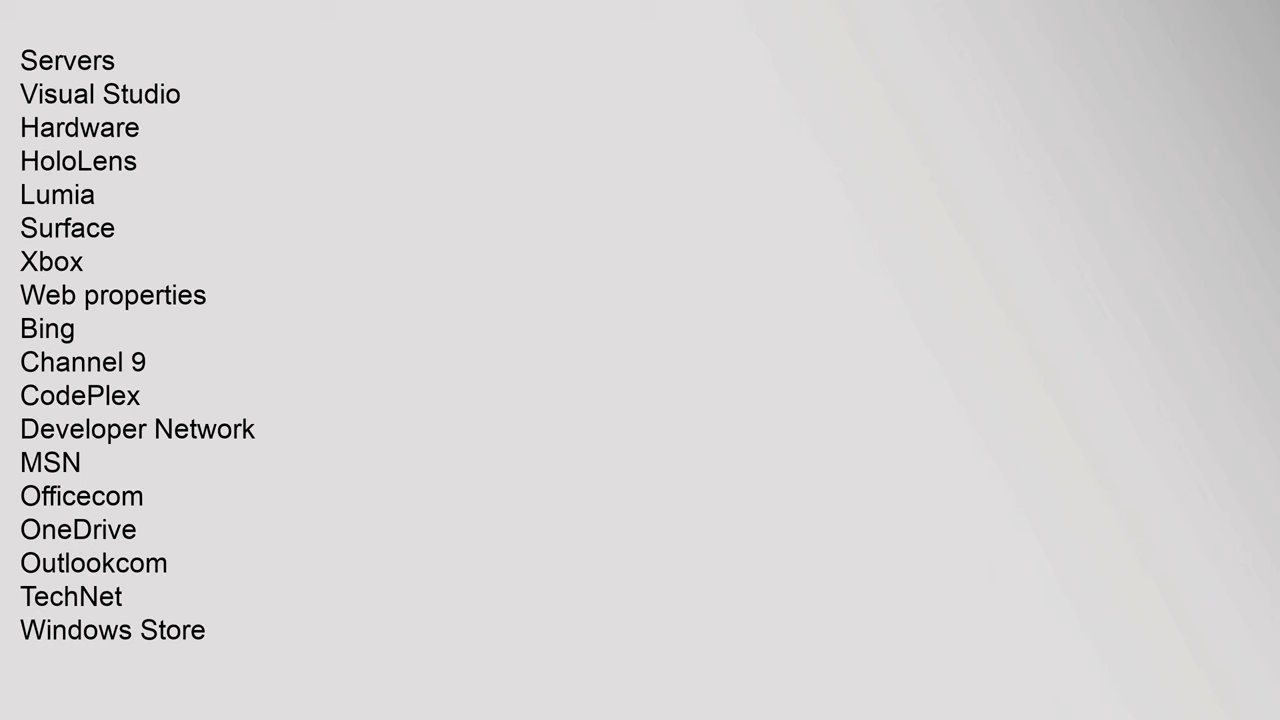 Servers
Visual Studio
Hardware
HoloLens
Lumia
Surface
Xbox
Web properties
Bing
Channel 9
CodePlex
Developer Network
MSN
Officecom
OneDrive
Outlookcom
TechNet
Windows Store